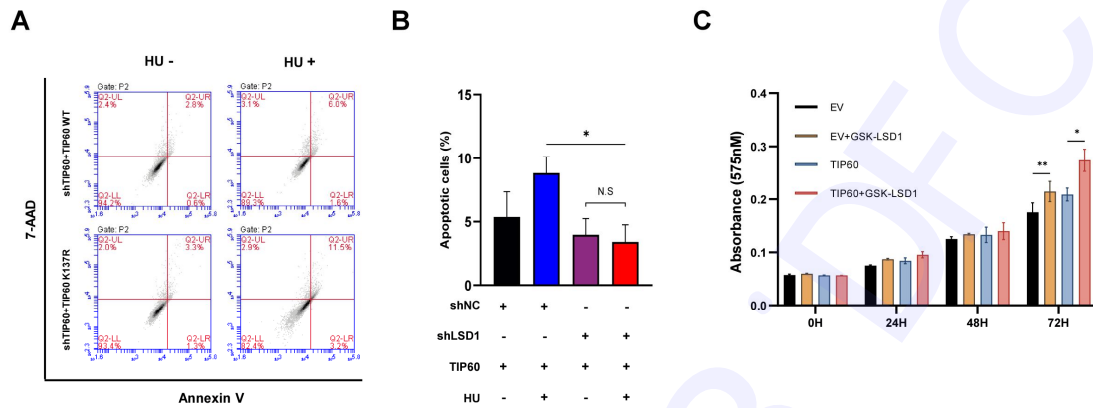 A
HU -
HU +
7-AAD
shTIP60+TIP60 WT
Gate: P2
Q2-UL
2.4%
Q2-UR
2.8%
Q2-LL
94.2%
Q2-LR
0.6%
Gate: P2
Q2-UL
3.1%
Q2-UR
6.0%
Q2-LL
89.3%
Q2-LR
1.6%
shTIP60+TIP60 K137R
Gate: P2
Q2-UL
2.0%
Q2-UR
3.3%
Q2-LL
93.4%
Q2-LR
1.3%
Gate: P2
Q2-UL
2.9%
Q2-UR
11.5%
Q2-LL
82.4%
Q2-LR
3.2%
Annexin V
B
Apoptotic cells (%)
15
10
5
0
*
N.S
shNC + + - -
shLSD1 - - + +
TIP60 + + + +
HU - + - +
C
Absorbance (575nM)
0.4
0.3
0.2
0.1
0.0
EV
EV+GSK-LSD1
TIP60
TIP60+GSK-LSD1
**
*
0H 24H 48H 72H